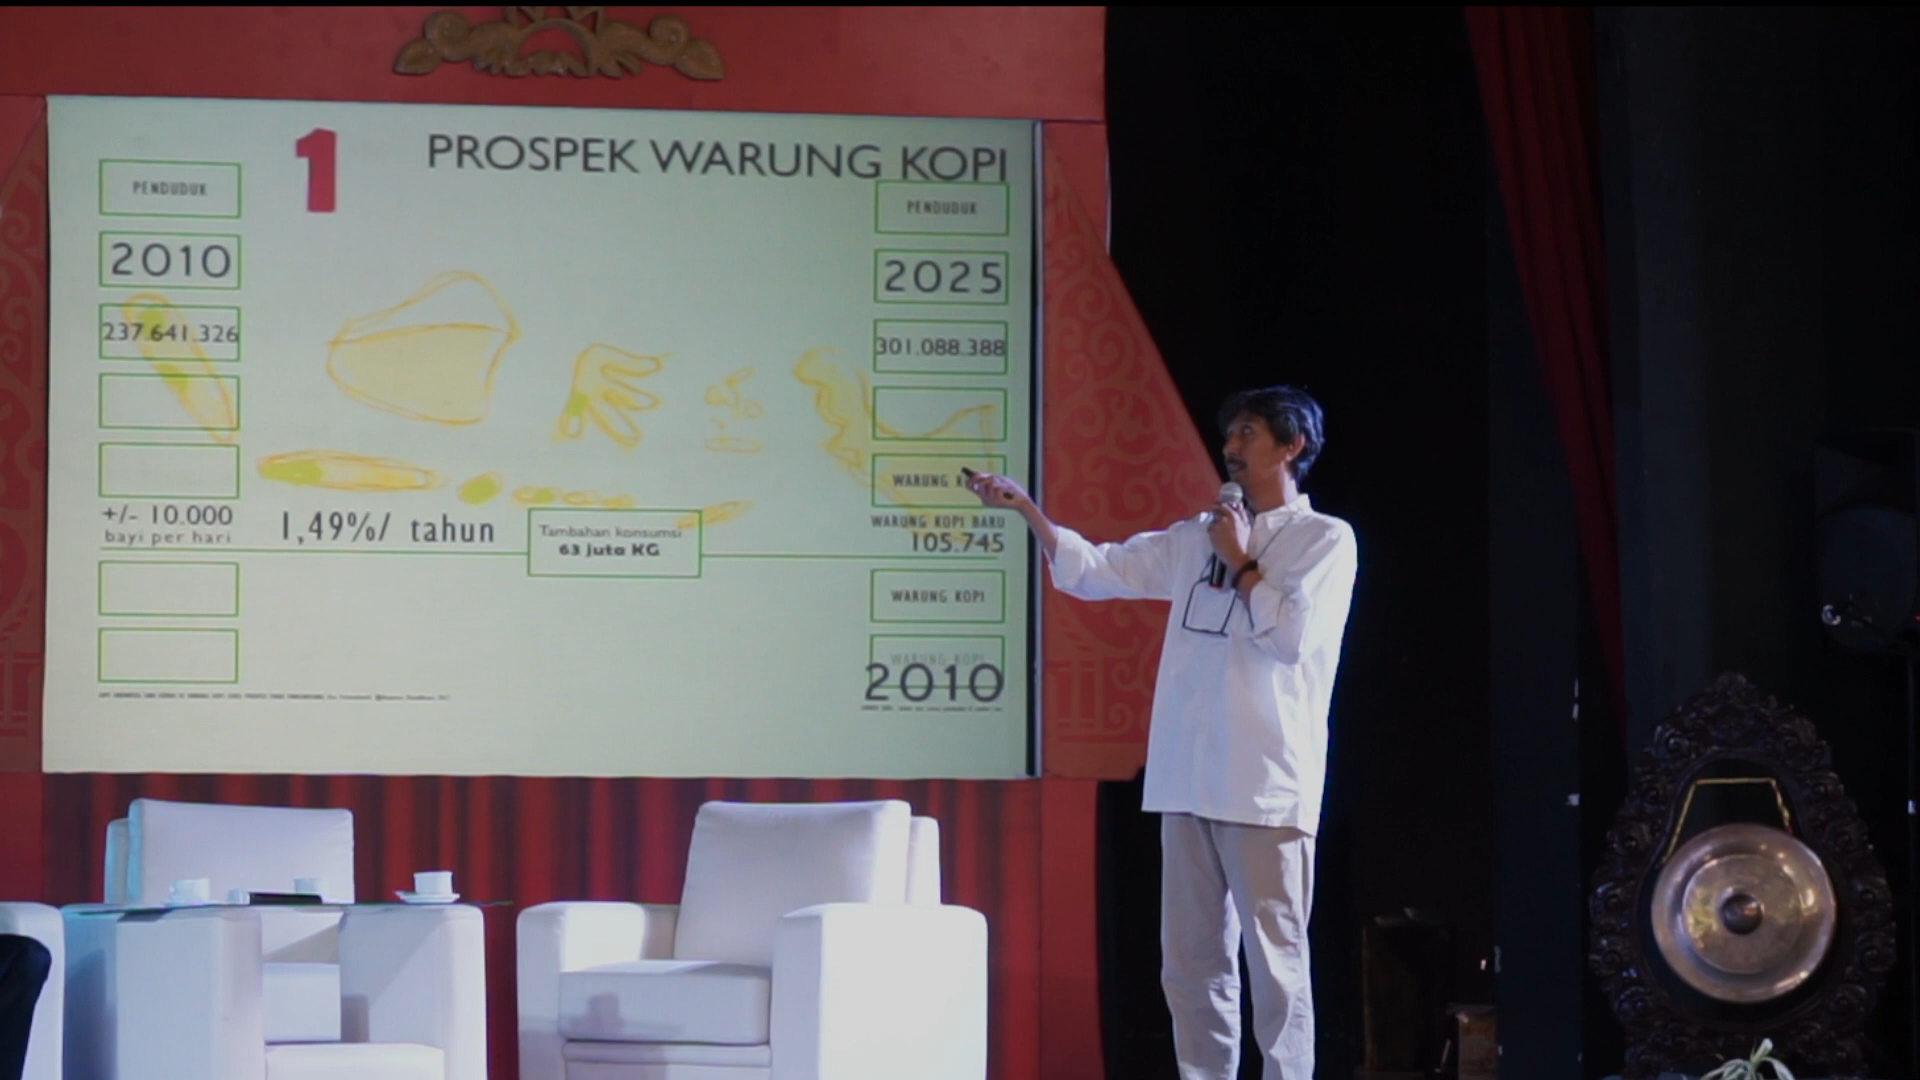 1
PROSPEK WARUNG KOPI
PENDUDUK
2010
237.641.326
+/- 10.000
bayi per hari
1,49%/ tahun
Tambahan konsumsi
63 juta KG
PENDUDUK
2025
301.088.388
WARUNG
WARUNG KOPI BARU
105.745
WARUNG KOPI
WARUNG KOPI
2010